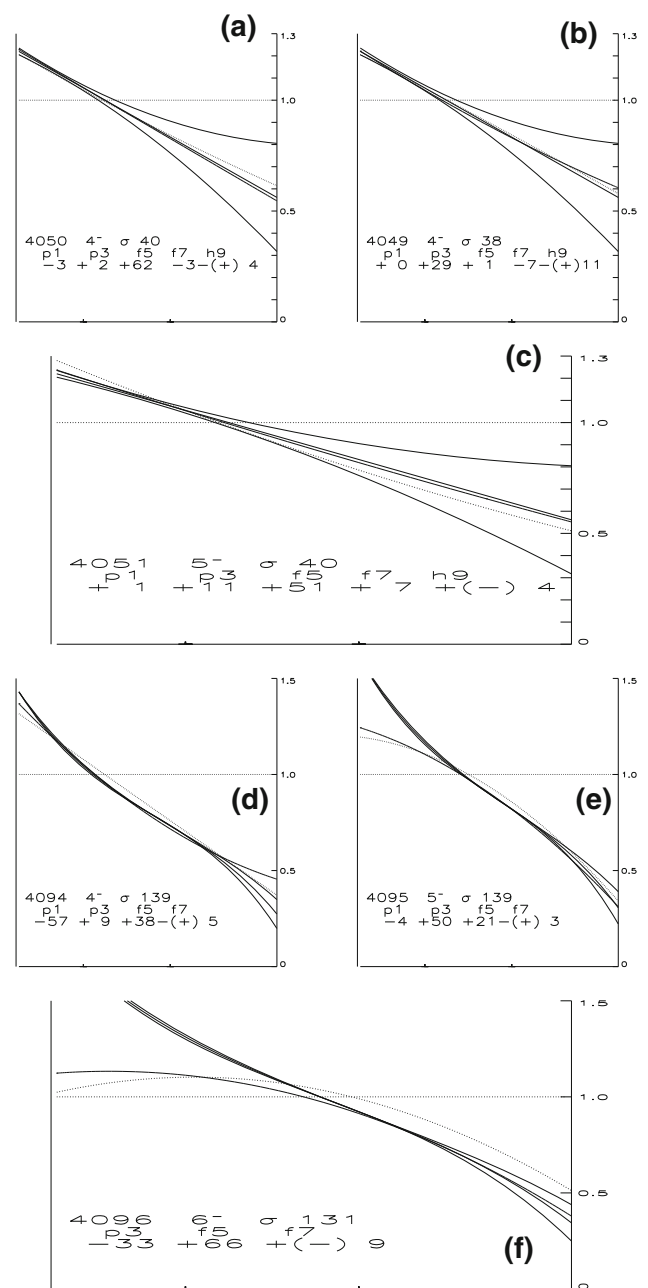 (a)
1.3
1.0
0.5
0
4050 4⁻ σ 40
p1 p3 f5 f7 h9
−3 + 2 +62 −3−(+) 4
(b)
1.3
1.0
0.5
0
4049 4⁻ σ 38
p1 p3 f5 f7 h9
+ 0 +29 + 1 −7−(+)11
(c)
1.3
1.0
0.5
0
4051 5⁻ σ 40
p1 p3 f5 f7 h9
+ 1 +11 +51 + 7 +(−) 4
(d)
1.5
1.0
0.5
0
4094 4⁻ σ 139
p1 p3 f5 f7
−57 + 9 +38−(+) 5
(e)
1.5
1.0
0.5
0
4095 5⁻ σ 139
p1 p3 f5 f7
−4 +50 +21−(+) 3
(f)
1.5
1.0
0.5
0
4096 6⁻ σ 131
p3 f5 f7
−33 +66 +(−) 9